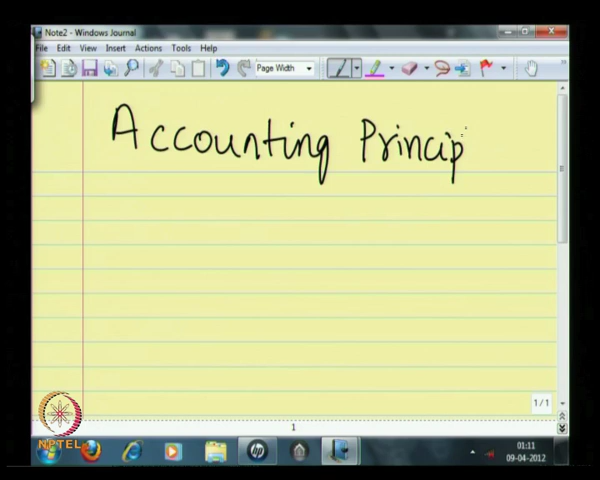 Note2 - Windows Journal
File Edit View Insert Actions Tools Help
Page Width
Accounting Princip
1/1
1
NPTEL
01:11
09-04-2012